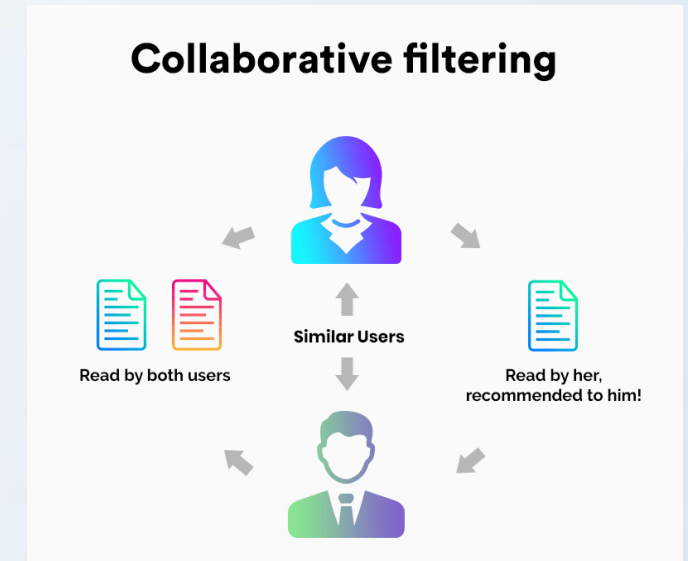 Collaborative filtering
Similar Users
Read by both users
Read by her,
recommended to him!